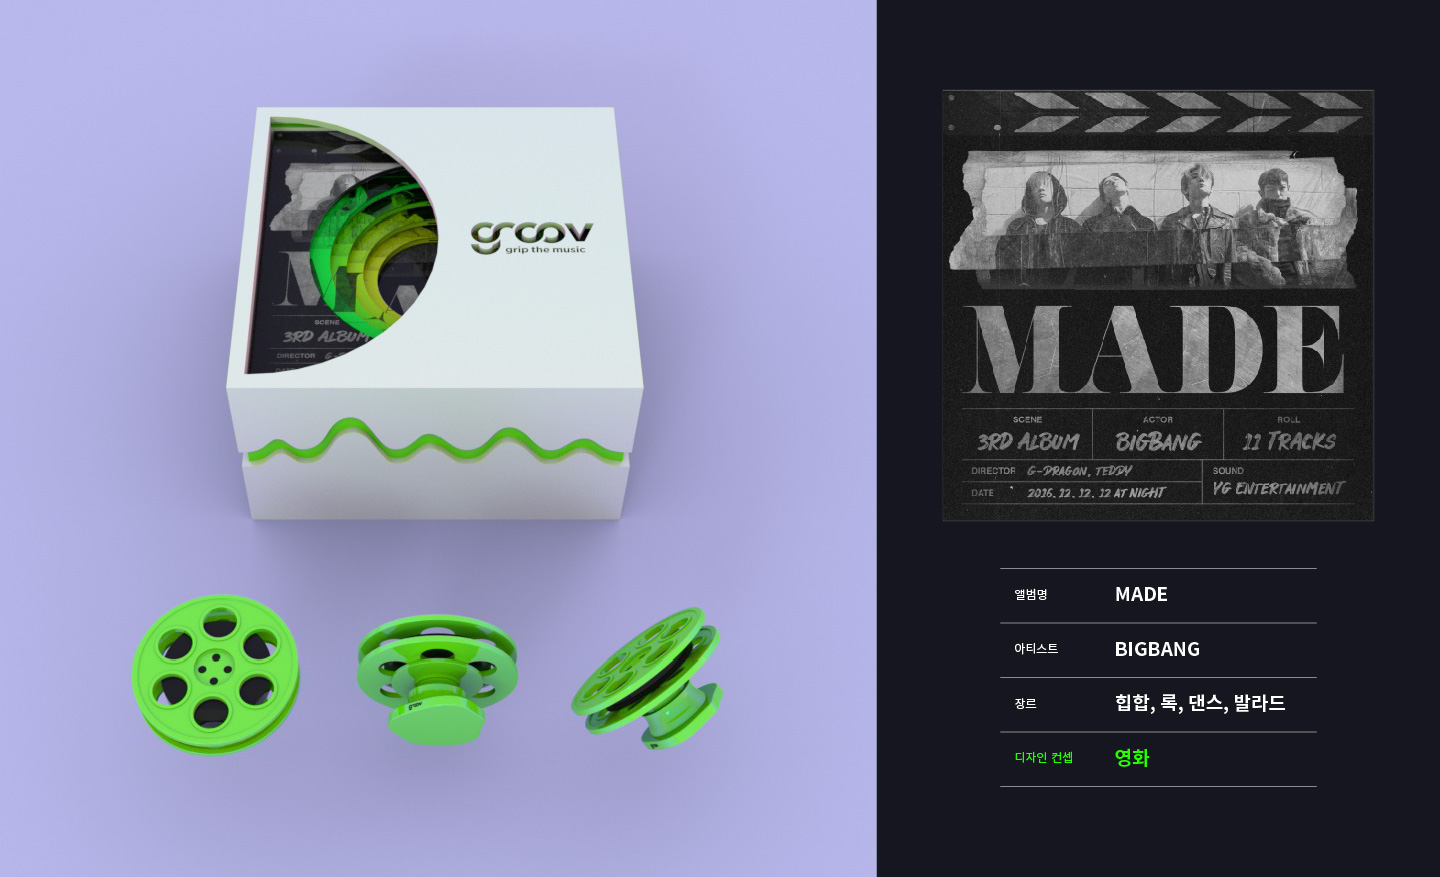 groov
grip the music
SCENE
3RD ALBUM
DIRECTOR
groov
MADE
SCENE
ACTOR
ROLL
3RD ALBUM
BIGBANG
11 TRACKS
DIRECTOR G-DRAGON, TEDDY
SOUND
DATE 2016. 12. 12. 12 AT NIGHT
YG ENTERTAINMENT
앨범명 MADE
아티스트 BIGBANG
장르 힙합, 록, 댄스, 발라드
디자인 컨셉 영화